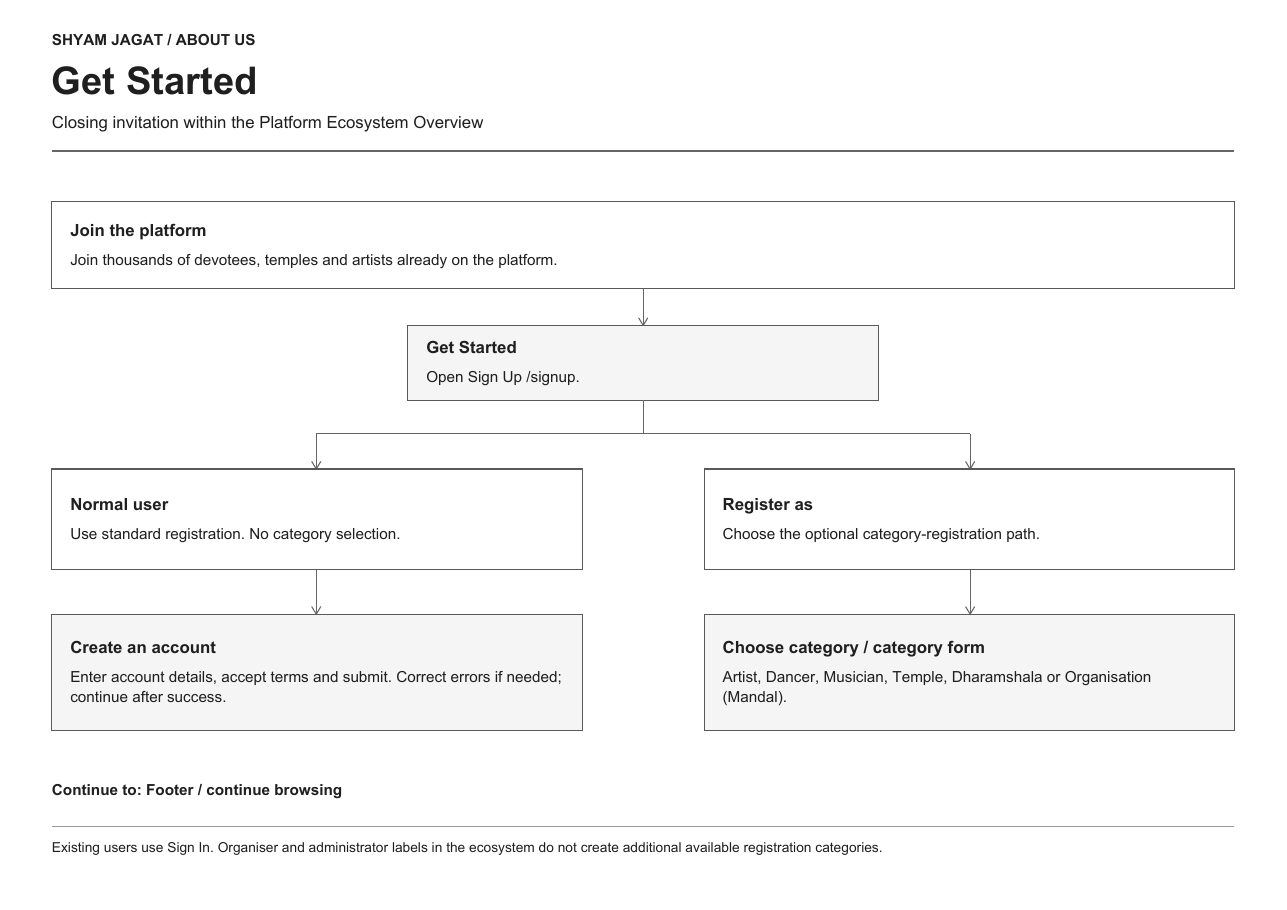 SHYAM JAGAT / ABOUT US
Get Started
Closing invitation within the Platform Ecosystem Overview
Join the platform
Join thousands of devotees, temples and artists already on the platform.
Get Started
Open Sign Up /signup.
Normal user
Use standard registration. No category selection.
Register as
Choose the optional category-registration path.
Create an account
Enter account details, accept terms and submit. Correct errors if needed;
continue after success.
Choose category / category form
Artist, Dancer, Musician, Temple, Dharamshala or Organisation
(Mandal).
Continue to: Footer / continue browsing
Existing users use Sign In. Organiser and administrator labels in the ecosystem do not create additional available registration categories.